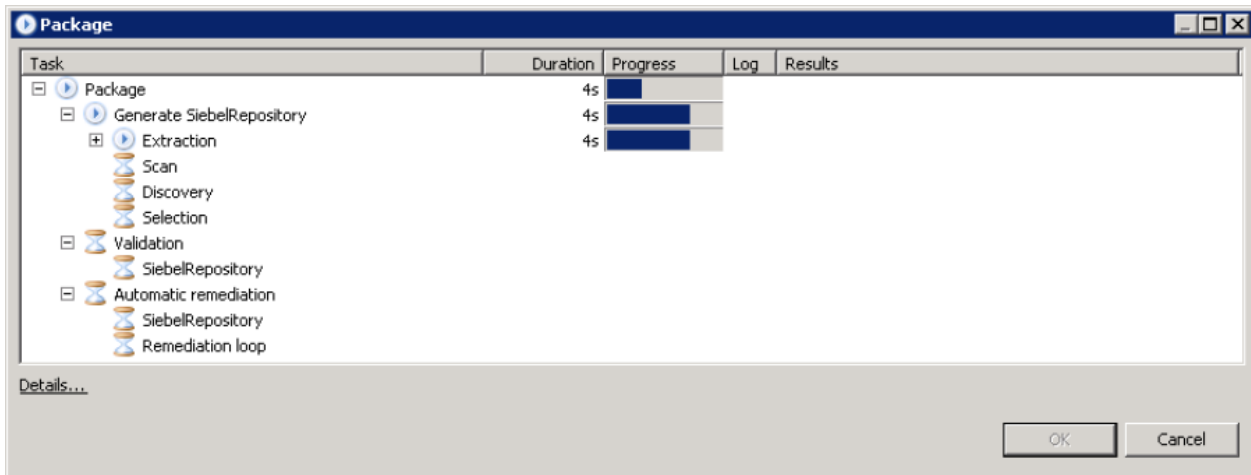 Package
Task Duration Progress Log Results
Package 4s
Generate SiebelRepository 4s
Extraction 4s
Scan
Discovery
Selection
Validation
SiebelRepository
Automatic remediation
SiebelRepository
Remediation loop
Details...
OK Cancel